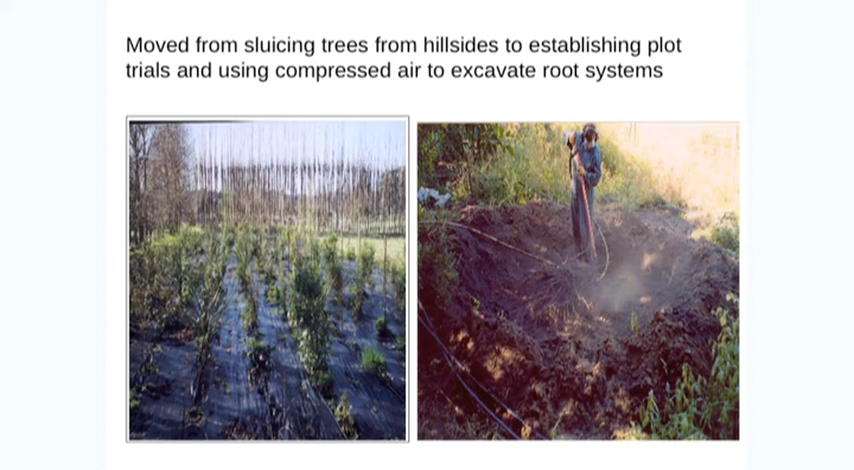 Moved from sluicing trees from hillsides to establishing plot
trials and using compressed air to excavate root systems